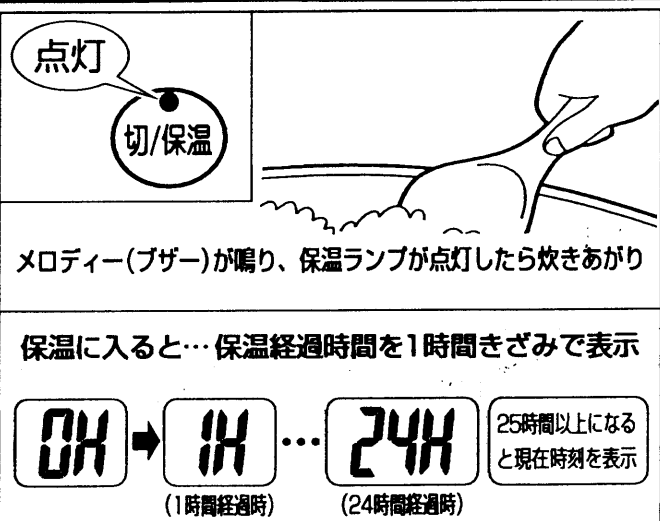 点灯
切/保温
メロディー(ブザー)が鳴り、保温ランプが点灯したら炊きあがり
保温に入ると…保温経過時間を1時間きざみで表示
0H ➡ 1H … 24H
25時間以上になる
と現在時刻を表示
(1時間経過時) (24時間経過時)